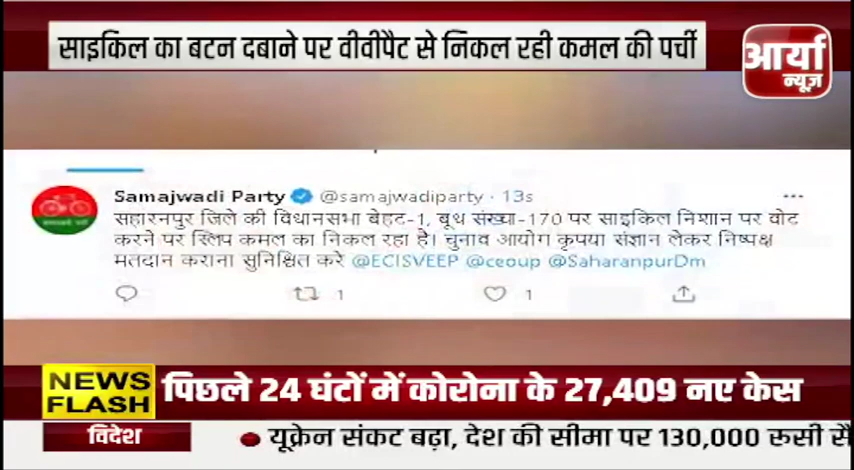 साइकिल का बटन दबाने पर वीवीपैट से निकल रही कमल की पर्ची
आर्या
न्यूज़
Samajwadi Party @samajwadiparty · 13s
सहारनपुर जिले की विधानसभा बेहट-1, बूथ संख्या-170 पर साइकिल निशान पर वोट
करने पर स्लिप कमल का निकल रहा है। चुनाव आयोग कृपया संज्ञान लेकर निष्पक्ष
मतदान कराना सुनिश्चित करे @ECISVEEP @ceoup @SaharanpurDm
1 1
NEWS
FLASH
पिछले 24 घंटों में कोरोना के 27,409 नए केस
विदेश
यूक्रेन संकट बढ़ा, देश की सीमा पर 130,000 रूसी सै